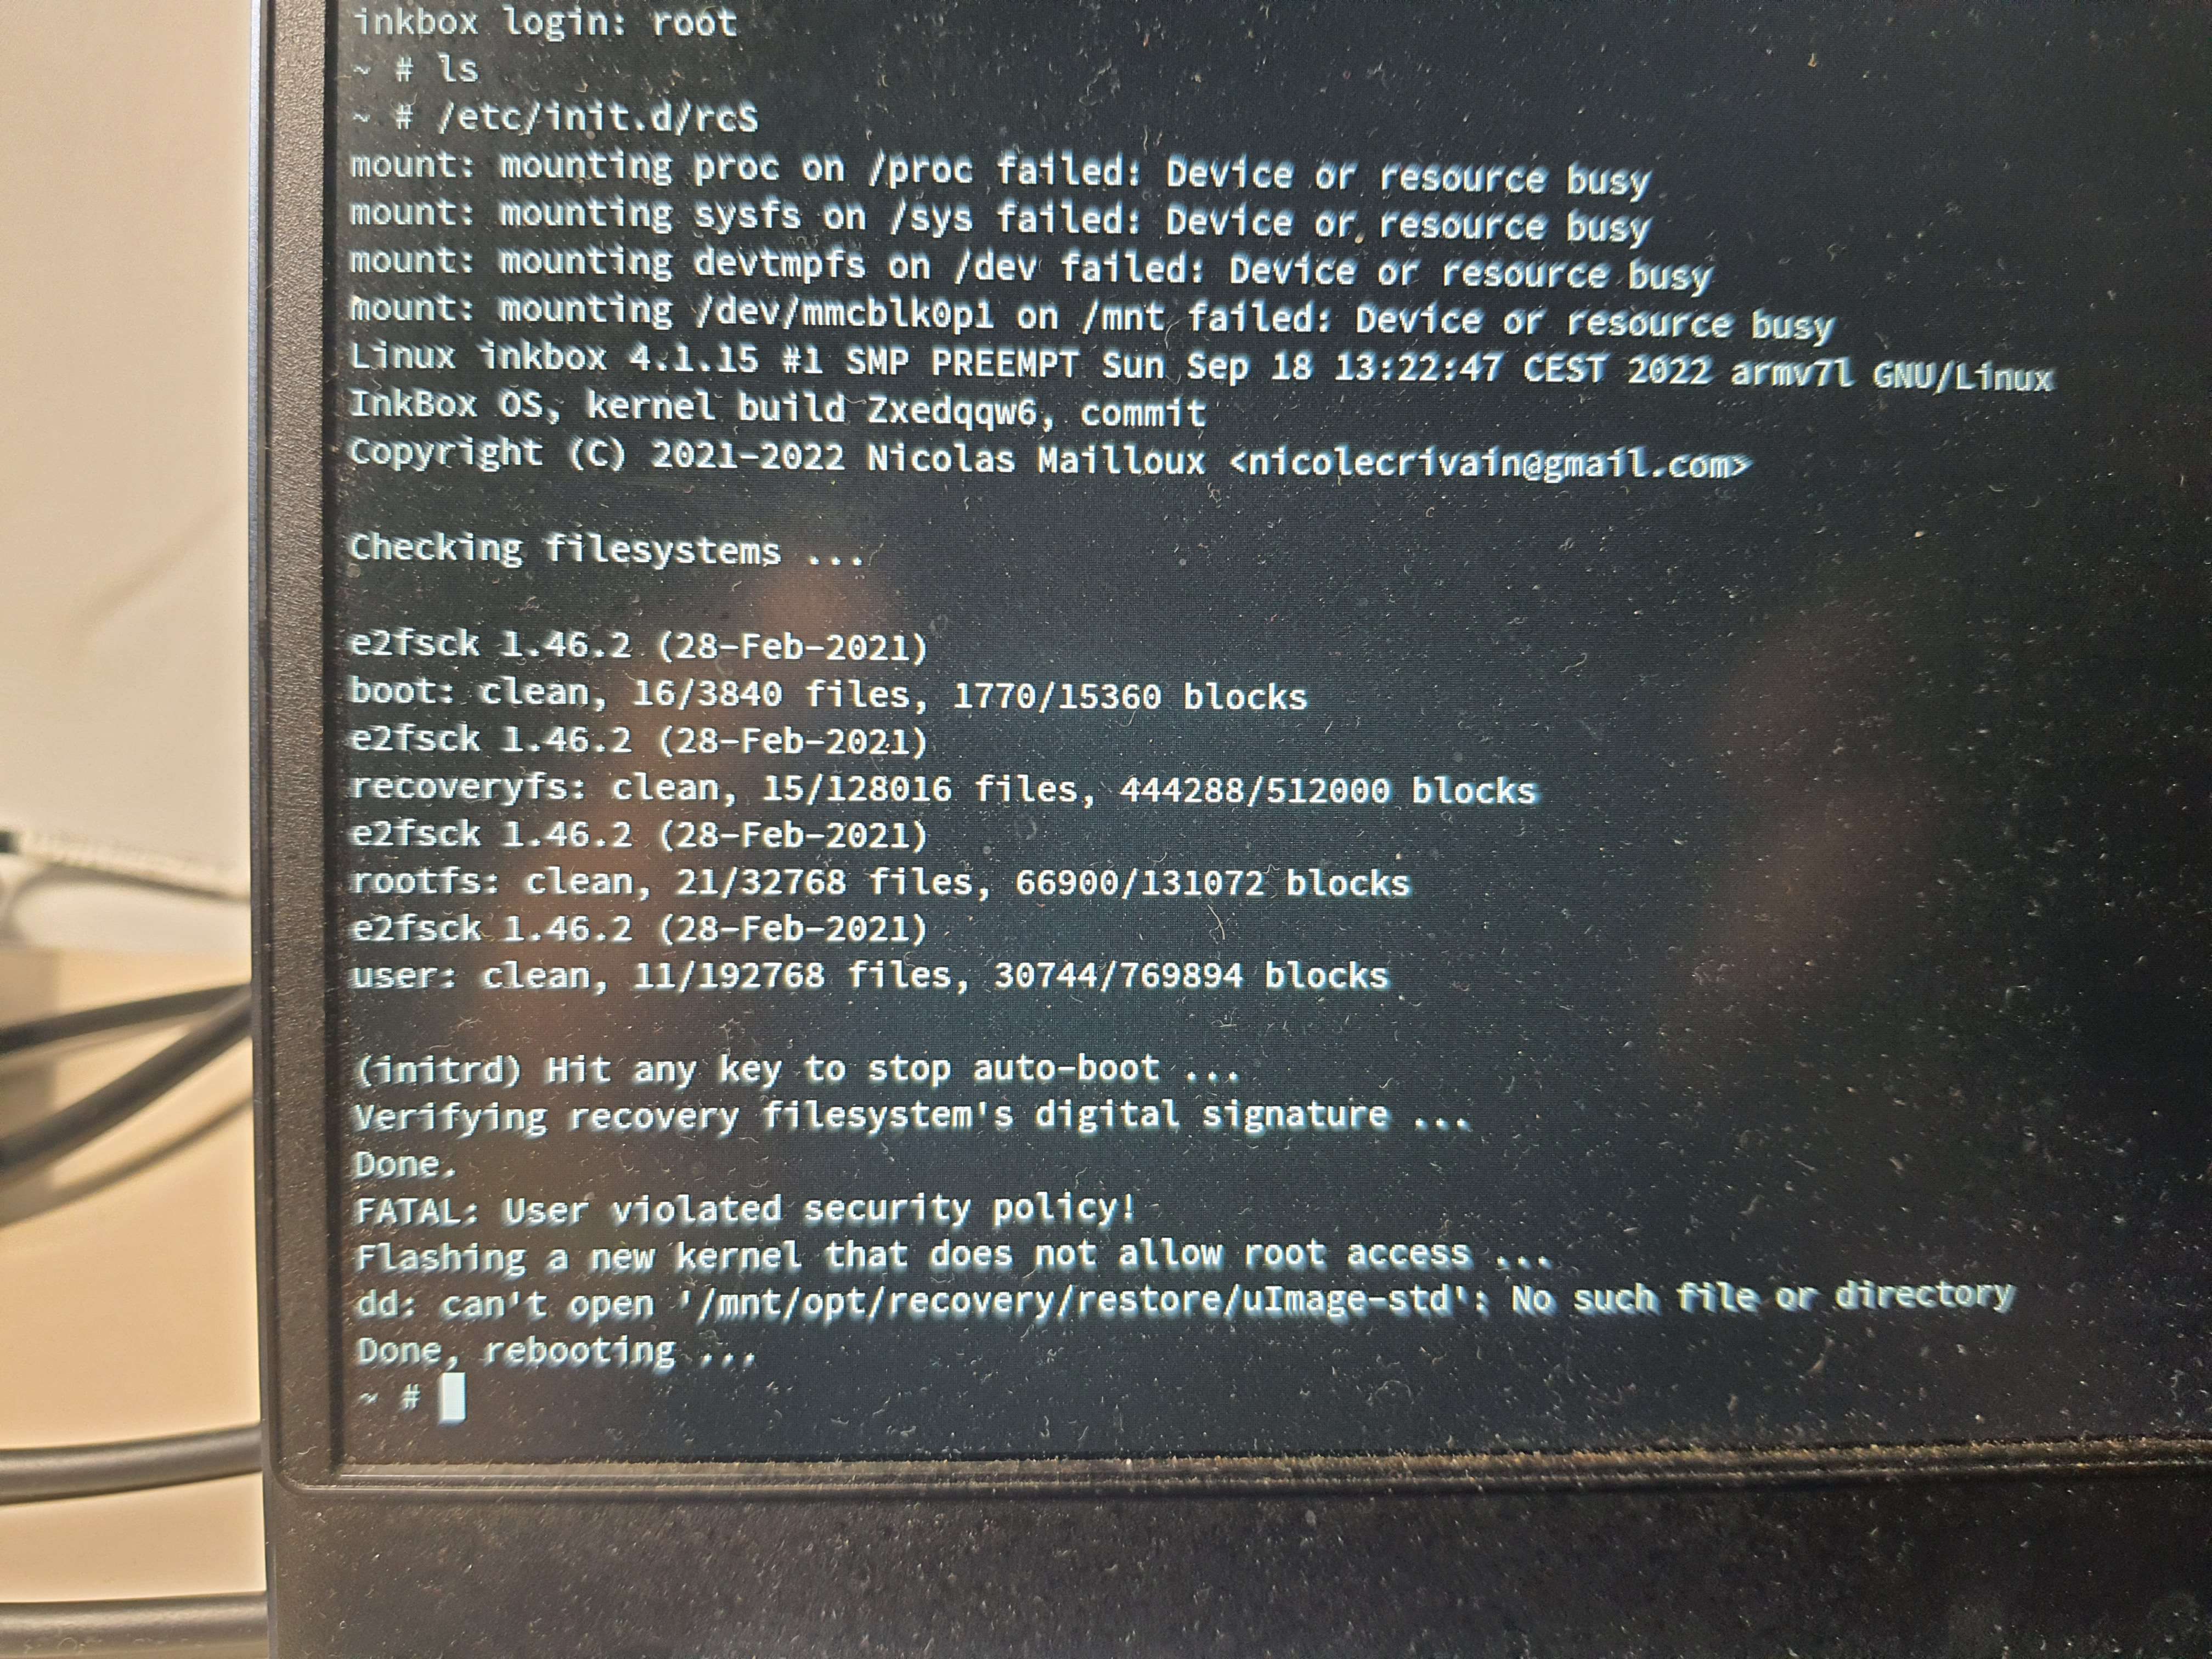 inkbox login: root
~ # ls
~ # /etc/init.d/rcS
mount: mounting proc on /proc failed: Device or resource busy
mount: mounting sysfs on /sys failed: Device or resource busy
mount: mounting devtmpfs on /dev failed: Device or resource busy
mount: mounting /dev/mmcblk0p1 on /mnt failed: Device or resource busy
Linux inkbox 4.1.15 #1 SMP PREEMPT Sun Sep 18 13:22:47 CEST 2022 armv7l GNU/Linux
InkBox OS, kernel build Zxedqqw6, commit
Copyright (C) 2021-2022 Nicolas Mailloux <nicolecrivain@gmail.com>
Checking filesystems ...
e2fsck 1.46.2 (28-Feb-2021)
boot: clean, 16/3840 files, 1770/15360 blocks
e2fsck 1.46.2 (28-Feb-2021)
recoveryfs: clean, 15/128016 files, 444288/512000 blocks
e2fsck 1.46.2 (28-Feb-2021)
rootfs: clean, 21/32768 files, 66900/131072 blocks
e2fsck 1.46.2 (28-Feb-2021)
user: clean, 11/192768 files, 30744/769894 blocks
(initrd) Hit any key to stop auto-boot ...
Verifying recovery filesystem's digital signature ...
Done.
FATAL: User violated security policy!
Flashing a new kernel that does not allow root access ...
dd: can't open '/mnt/opt/recovery/restore/uImage-std': No such file or directory
Done, rebooting ...
~ #